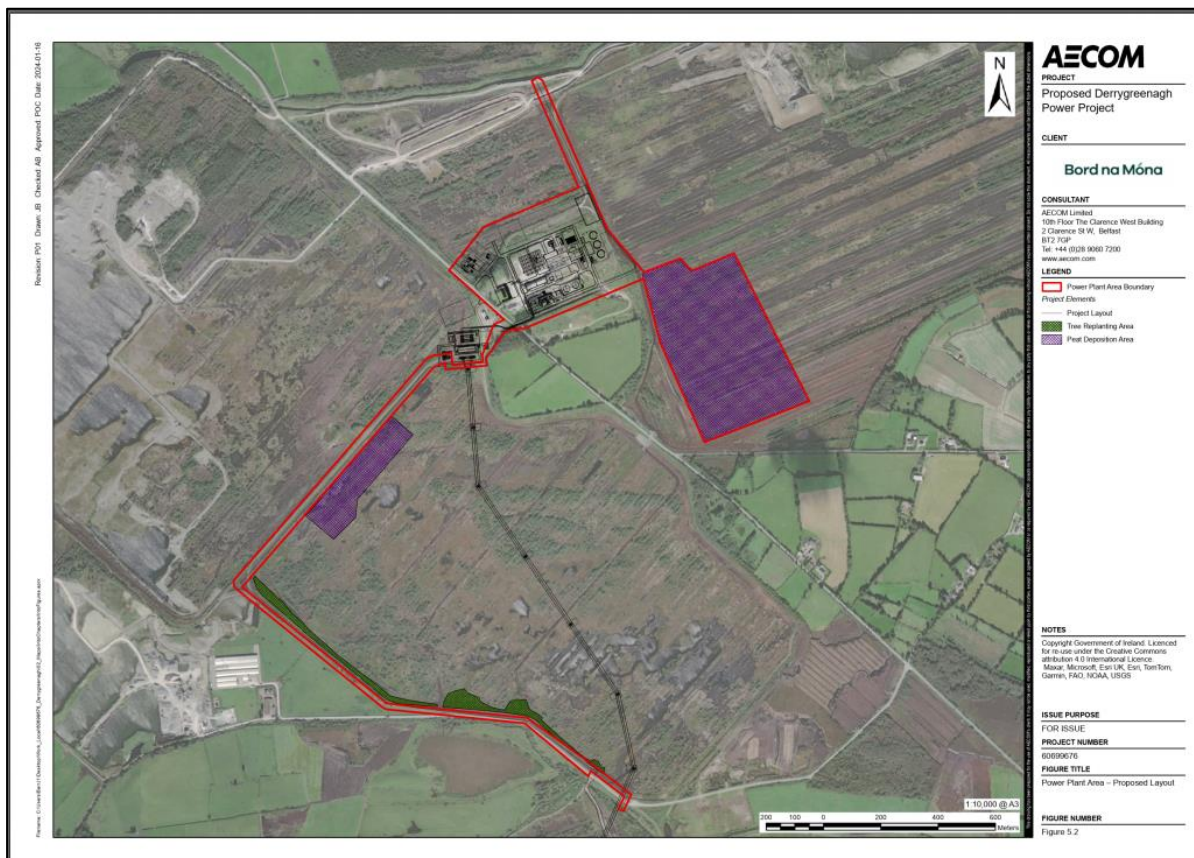 Revision: P01 Drawn: JB Checked: AB Approved: POC Date: 2024-01-16
N
1:10,000 @ A3
200 100 0 200 400 600
Meters
AECOM
PROJECT
Proposed Derrygreenagh
Power Project
CLIENT
Bord na Móna
CONSULTANT
AECOM Limited
10th Floor The Clarence West Building
2 Clarence St W, Belfast
BT2 7GP
Tel: +44 (0)28 9060 7200
www.aecom.com
LEGEND
Power Plant Area Boundary
Project Elements
Project Layout
Tree Replanting Area
Peat Deposition Area
NOTES
Copyright Government of Ireland. Licenced
for re-use under the Creative Commons
attribution 4.0 International Licence.
Maxar, Microsoft, Esri UK, Esri, TomTom,
Garmin, FAO, NOAA, USGS
ISSUE PURPOSE
FOR ISSUE
PROJECT NUMBER
60699676
FIGURE TITLE
Power Plant Area – Proposed Layout
FIGURE NUMBER
Figure 5.2